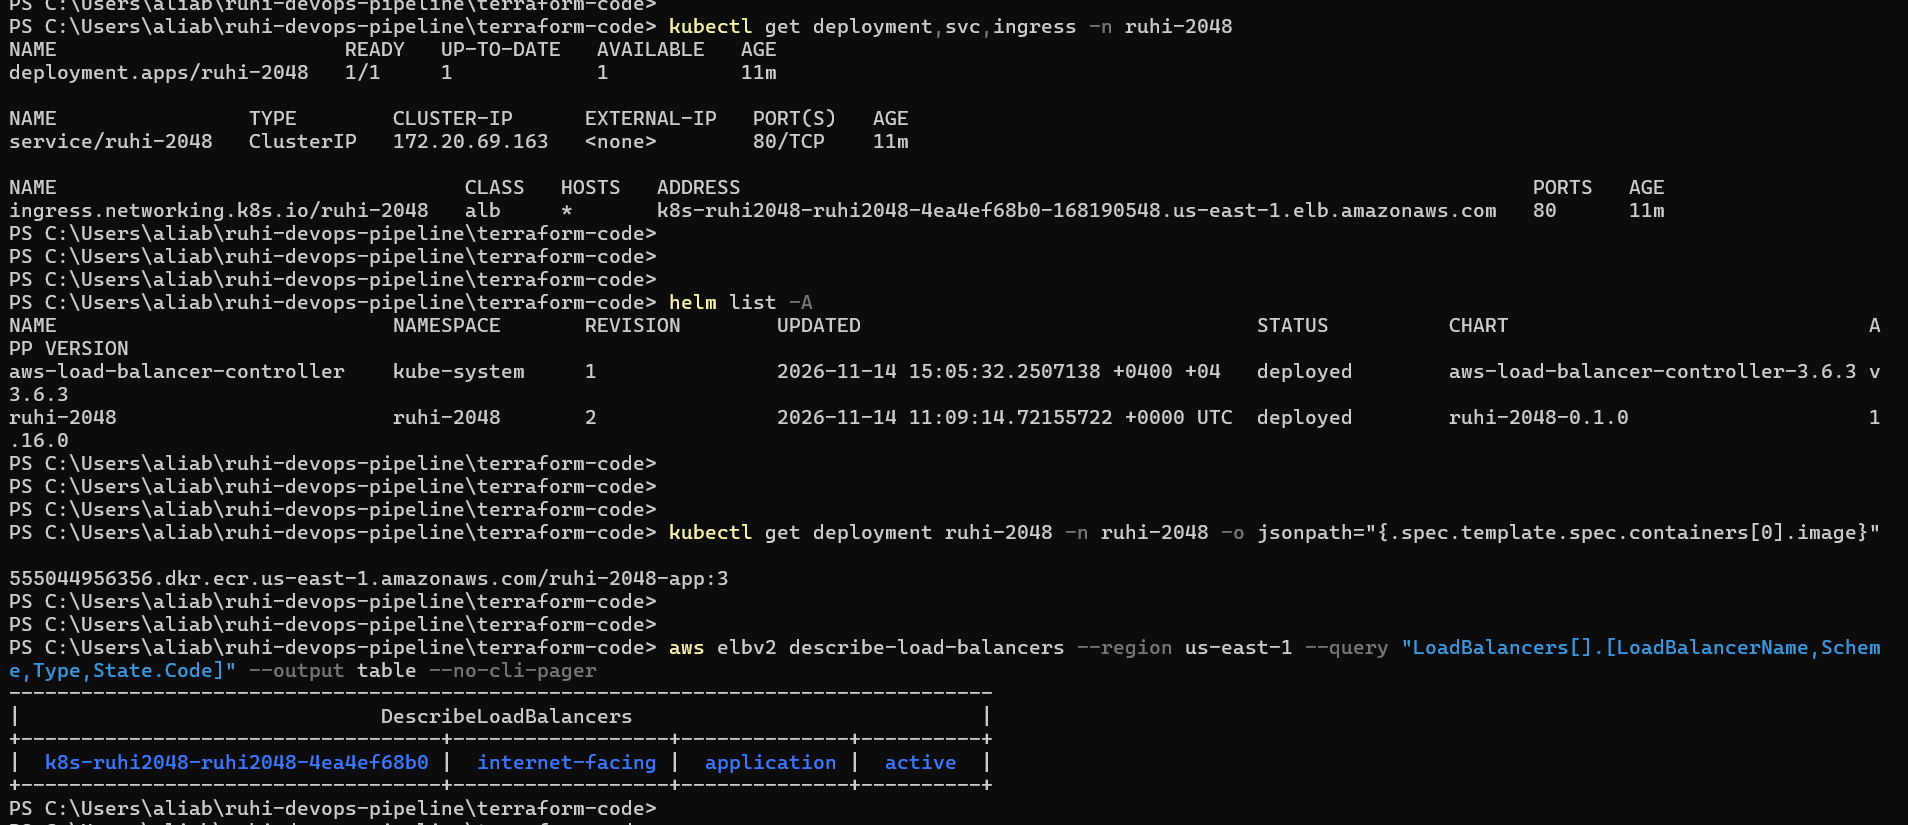 PS C:\Users\aliab\ruhi-devops-pipeline\terraform-code>
PS C:\Users\aliab\ruhi-devops-pipeline\terraform-code> kubectl get deployment,svc,ingress -n ruhi-2048
NAME                        READY   UP-TO-DATE   AVAILABLE   AGE
deployment.apps/ruhi-2048   1/1     1            1           11m

NAME                TYPE        CLUSTER-IP      EXTERNAL-IP   PORT(S)   AGE
service/ruhi-2048   ClusterIP   172.20.69.163   <none>        80/TCP    11m

NAME                                  CLASS   HOSTS   ADDRESS                                                                  PORTS   AGE
ingress.networking.k8s.io/ruhi-2048   alb     *       k8s-ruhi2048-ruhi2048-4ea4ef68b0-168190548.us-east-1.elb.amazonaws.com   80      11m
PS C:\Users\aliab\ruhi-devops-pipeline\terraform-code>
PS C:\Users\aliab\ruhi-devops-pipeline\terraform-code>
PS C:\Users\aliab\ruhi-devops-pipeline\terraform-code>
PS C:\Users\aliab\ruhi-devops-pipeline\terraform-code> helm list -A
NAME                            NAMESPACE       REVISION        UPDATED                                 STATUS          CHART                              A
PP VERSION
aws-load-balancer-controller    kube-system     1               2026-11-14 15:05:32.2507138 +0400 +04   deployed        aws-load-balancer-controller-3.6.3 v
3.6.3
ruhi-2048                       ruhi-2048       2               2026-11-14 11:09:14.72155722 +0000 UTC  deployed        ruhi-2048-0.1.0                    1
.16.0
PS C:\Users\aliab\ruhi-devops-pipeline\terraform-code>
PS C:\Users\aliab\ruhi-devops-pipeline\terraform-code>
PS C:\Users\aliab\ruhi-devops-pipeline\terraform-code>
PS C:\Users\aliab\ruhi-devops-pipeline\terraform-code> kubectl get deployment ruhi-2048 -n ruhi-2048 -o jsonpath="{.spec.template.spec.containers[0].image}"

555044956356.dkr.ecr.us-east-1.amazonaws.com/ruhi-2048-app:3
PS C:\Users\aliab\ruhi-devops-pipeline\terraform-code>
PS C:\Users\aliab\ruhi-devops-pipeline\terraform-code>
PS C:\Users\aliab\ruhi-devops-pipeline\terraform-code> aws elbv2 describe-load-balancers --region us-east-1 --query "LoadBalancers[].[LoadBalancerName,Schem
e,Type,State.Code]" --output table --no-cli-pager
----------------------------------------------------------------------------------
|                              DescribeLoadBalancers                             |
+-----------------------------------+------------------+--------------+----------+
|  k8s-ruhi2048-ruhi2048-4ea4ef68b0 |  internet-facing |  application |  active  |
+-----------------------------------+------------------+--------------+----------+
PS C:\Users\aliab\ruhi-devops-pipeline\terraform-code>